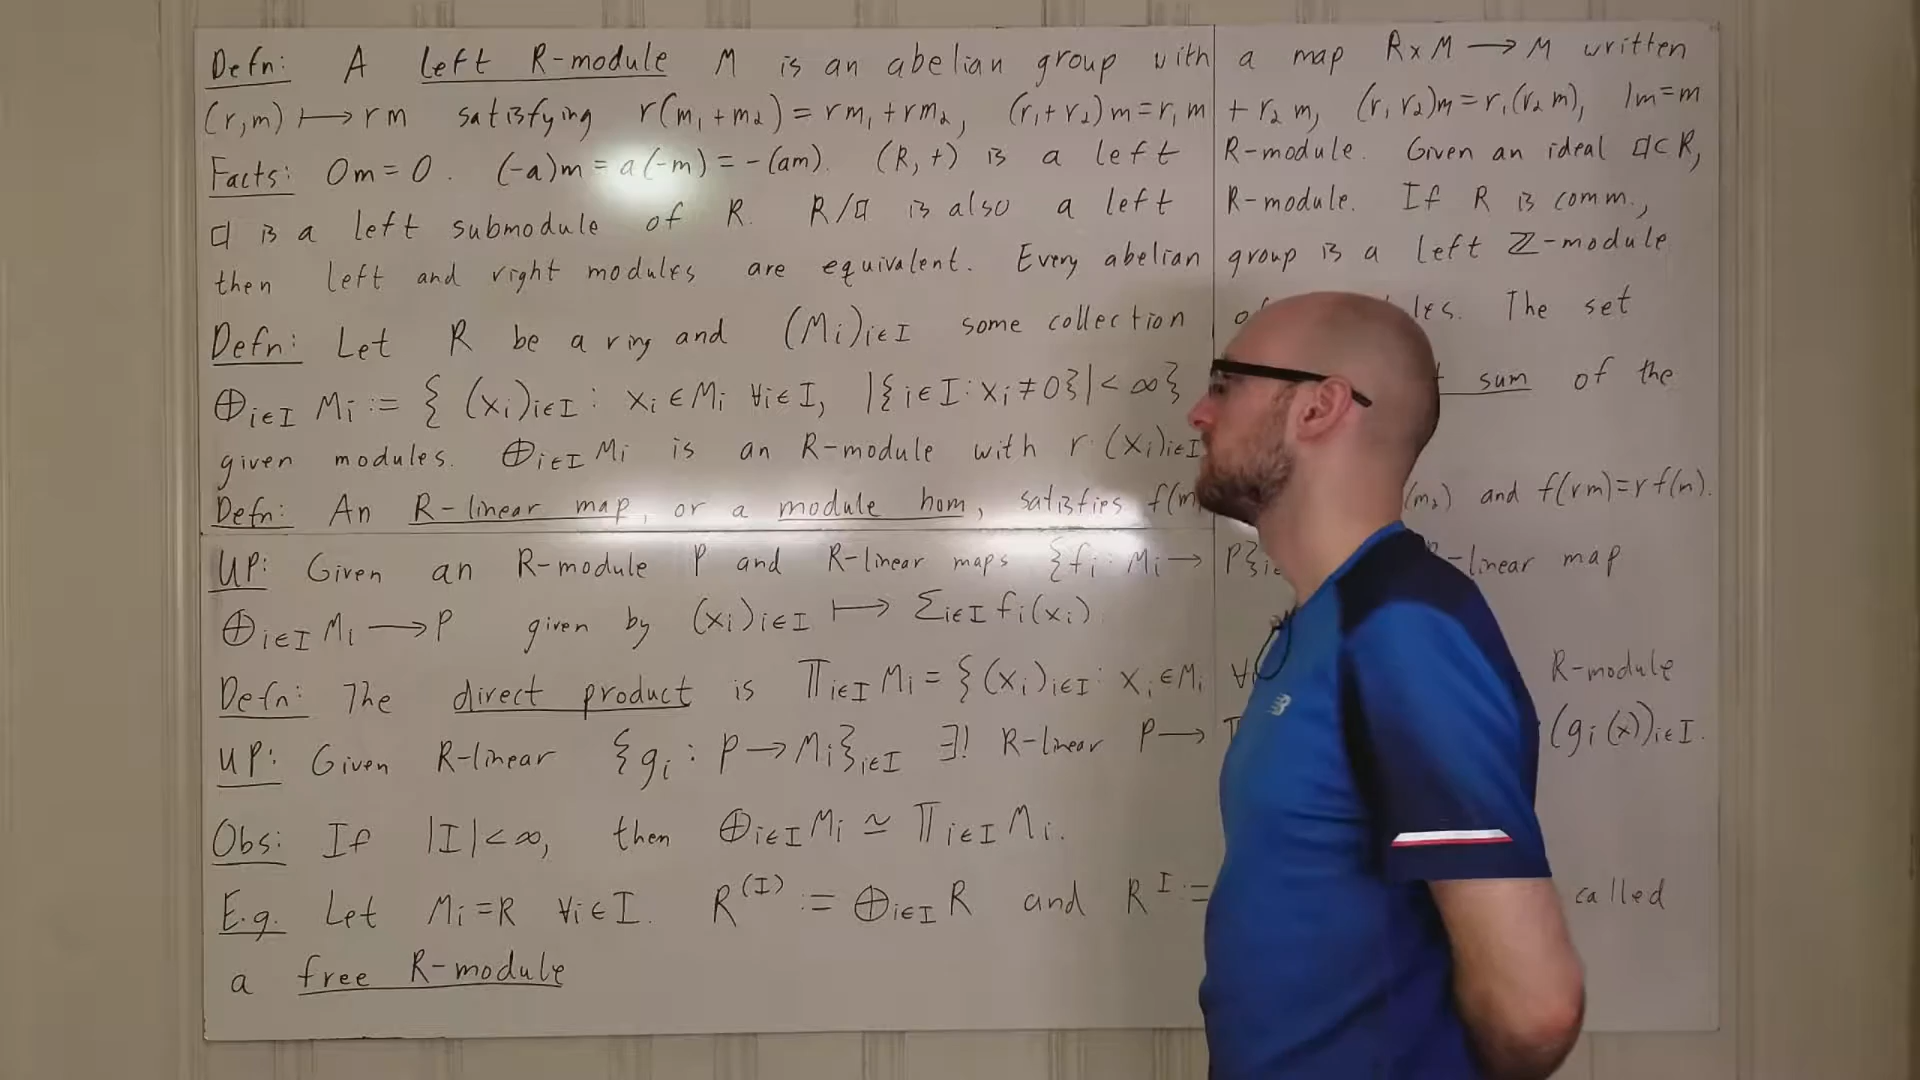 Defn: A left R-module M is an abelian group with a map R×M ⟶ M written
(r,m) ⟼ rm satisfying r(m₁+m₂) = rm₁+rm₂, (r₁+r₂)m = r₁m + r₂m, (r₁r₂)m = r₁(r₂m), 1m=m
Facts: 0m = 0. (-a)m = a(-m) = -(am). (R,+) is a left R-module. Given an ideal 𝔞⊂R,
𝔞 is a left submodule of R. R/𝔞 is also a left R-module. If R is comm.,
then left and right modules are equivalent. Every abelian group is a left ℤ-module
Defn: Let R be a ring and (Mᵢ)ᵢ∈I some collection The set
⊕ᵢ∈I Mᵢ := { (xᵢ)ᵢ∈I : xᵢ∈Mᵢ ∀i∈I, |{i∈I: xᵢ≠0}| < ∞} sum of the
given modules. ⊕ᵢ∈I Mᵢ is an R-module with r·(xᵢ)ᵢ∈I
Defn: An R-linear map, or a module hom, satisfies f(m (m₂) and f(rm)=rf(m).
UP: Given an R-module P and R-linear maps {fᵢ: Mᵢ ⟶ P} -linear map
⊕ᵢ∈I Mᵢ ⟶ P given by (xᵢ)ᵢ∈I ⟼ Σᵢ∈I fᵢ(xᵢ)
Defn: The direct product is ∏ᵢ∈I Mᵢ = {(xᵢ)ᵢ∈I : xᵢ∈Mᵢ ∀ R-module
UP: Given R-linear {gᵢ : P ⟶ Mᵢ}ᵢ∈I ∃! R-linear P ⟶ (gᵢ(x))ᵢ∈I.
Obs: If |I|<∞, then ⊕ᵢ∈I Mᵢ ≃ ∏ᵢ∈I Mᵢ.
E.g. Let Mᵢ=R ∀i∈I. R^(I) := ⊕ᵢ∈I R and R^I := called
a free R-module